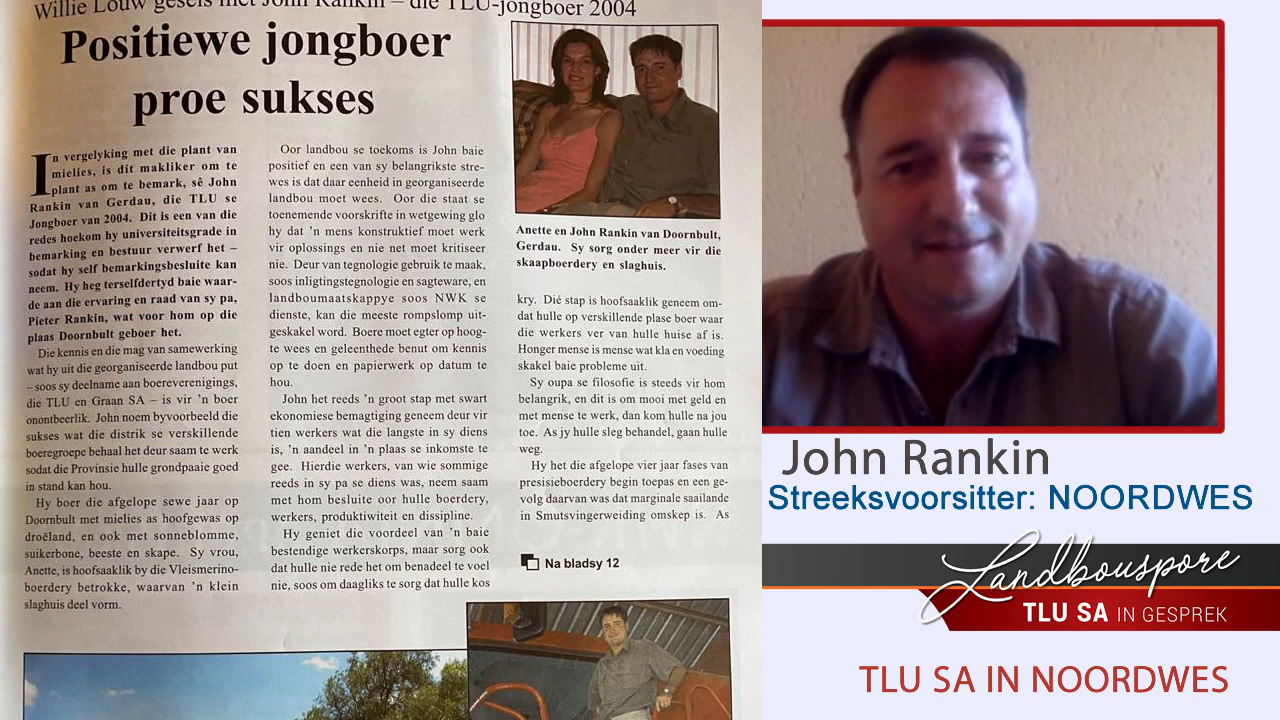 Willie Louw gesels met John Rankin – die TLU-jongboer 2004
Positiewe jongboer
proe sukses
In vergelyking met die plant van
mielies, is dit makliker om te
plant as om te bemark, sê John
Rankin van Gerdau, die TLU se
Jongboer van 2004. Dit is een van die
redes hoekom hy universiteitsgrade in
bemarking en bestuur verwerf het –
sodat hy self bemarkingsbesluite kan
neem. Hy heg terselfdertyd baie waar-
de aan die ervaring en raad van sy pa,
Pieter Rankin, wat voor hom op die
plaas Doornbult geboer het.
Die kennis en die mag van samewerking
wat hy uit die georganiseerde landbou put
– soos sy deelname aan boereverenigings,
die TLU en Graan SA – is vir 'n boer
onontbeerlik. John noem byvoorbeeld die
sukses wat die distrik se verskillende
boeregroepe behaal het deur saam te werk
sodat die Provinsie hulle grondpaaie goed
in stand kan hou.
Hy boer die afgelope sewe jaar op
Doornbult met mielies as hoofgewas op
droëland, en ook met sonneblomme,
suikerbone, beeste en skape. Sy vrou,
Anette, is hoofsaaklik by die Vleismerino-
boerdery betrokke, waarvan 'n klein
slaghuis deel vorm.
Oor landbou se toekoms is John baie
positief en een van sy belangrikste stre-
wes is dat daar eenheid in georganiseerde
landbou moet wees. Oor die staat se
toenemende voorskrifte in wetgewing glo
hy dat 'n mens konstruktief moet werk
vir oplossings en nie net moet kritiseer
nie. Deur van tegnologie gebruik te maak,
soos inligtingstegnologie en sagteware, en
landboumaatskappye soos NWK se
dienste, kan die meeste rompslomp uit-
geskakel word. Boere moet egter op hoog-
te wees en geleenthede benut om kennis
op te doen en papierwerk op datum te
hou.
John het reeds 'n groot stap met swart
ekonomiese bemagtiging geneem deur vir
tien werkers wat die langste in sy diens
is, 'n aandeel in 'n plaas se inkomste te
gee. Hierdie werkers, van wie sommige
reeds in sy pa se diens was, neem saam
met hom besluite oor hulle boerdery,
werkers, produktiwiteit en dissipline.
Hy geniet die voordeel van 'n baie
bestendige werkerskorps, maar sorg ook
dat hulle nie rede het om benadeel te voel
nie, soos om daagliks te sorg dat hulle kos
Anette en John Rankin van Doornbult,
Gerdau. Sy sorg onder meer vir die
skaapboerdery en slaghuis.
kry. Dié stap is hoofsaaklik geneem om-
dat hulle op verskillende plase boer waar
die werkers ver van hulle huise af is.
Honger mense is mense wat kla en voeding
skakel baie probleme uit.
Sy oupa se filosofie is steeds vir hom
belangrik, en dit is om mooi met geld en
met mense te werk, dan kom hulle na jou
toe. As jy hulle sleg behandel, gaan hulle
weg.
Hy het die afgelope vier jaar fases van
presisieboerdery begin toepas en een ge-
volg daarvan was dat marginale saailande
in Smutsvingerweiding omskep is. As
Na bladsy 12
John Rankin
Streeksvoorsitter: NOORDWES
Landbouspore
TLU SA IN GESPREK
TLU SA IN NOORDWES